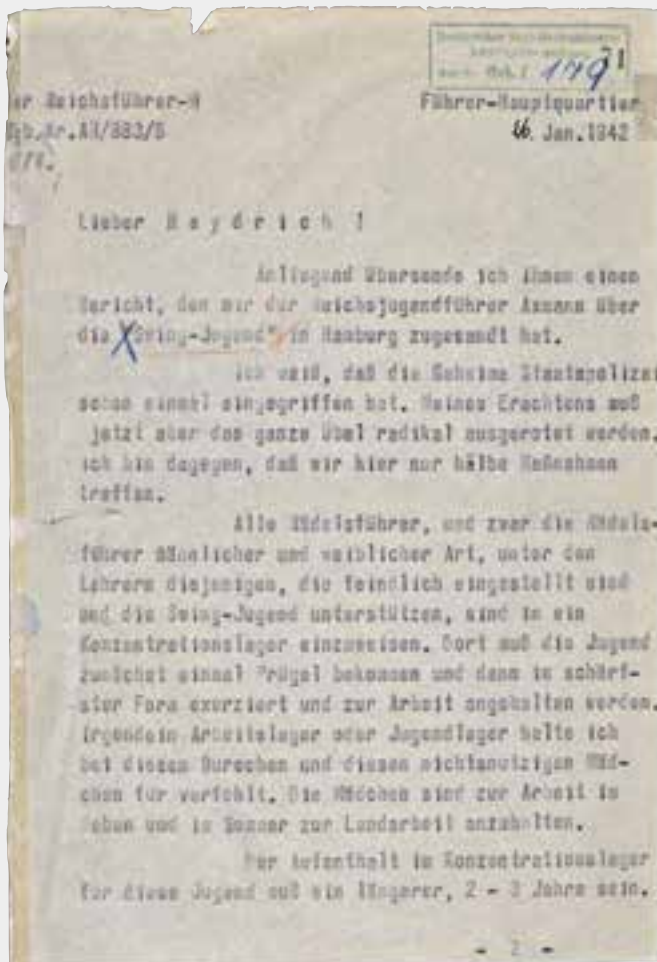 1799
71
Führer-Hauptquartier
er Reichsführer-SS
26. Jan. 1942
Lieber Heydrich !
Anliegend übersende ich Ihnen einen
Bericht, den mir der Reichsjugendführer Axmann über
die "Swing-Jugend" in Hamburg zugesandt hat.
Ich weiß, daß die Geheime Staatspolizei
schon einmal eingegriffen hat. Meines Erachtens muß
jetzt aber das ganze Übel radikal ausgerottet werden.
Ich bin dagegen, daß wir hier nur halbe Maßnahmen
treffen.
Alle
führer männlicher und weiblicher Art, unter den
Lehrern diejenigen, die feindlich eingestellt sind
und die Swing-Jugend unterstützen, sind in ein
Konzentrationslager einzuweisen. Dort muß die Jugend
zunächst einmal Prügel bekommen und dann in schärf-
ster Form exerziert und zur Arbeit angehalten werden.
Irgendein Arbeitslager oder Jugendlager halte ich
bei diesen Burschen und diesen nichtsnutzigen Mäd-
chen für verfehlt. Die Mädchen sind zur Arbeit im
Weben und im Sommer zur Landarbeit anzuhalten.
Der Aufenthalt im Konzentrationslager
für diese Jugend muß ein längerer, 2 - 3 Jahre sein.
- 2 -